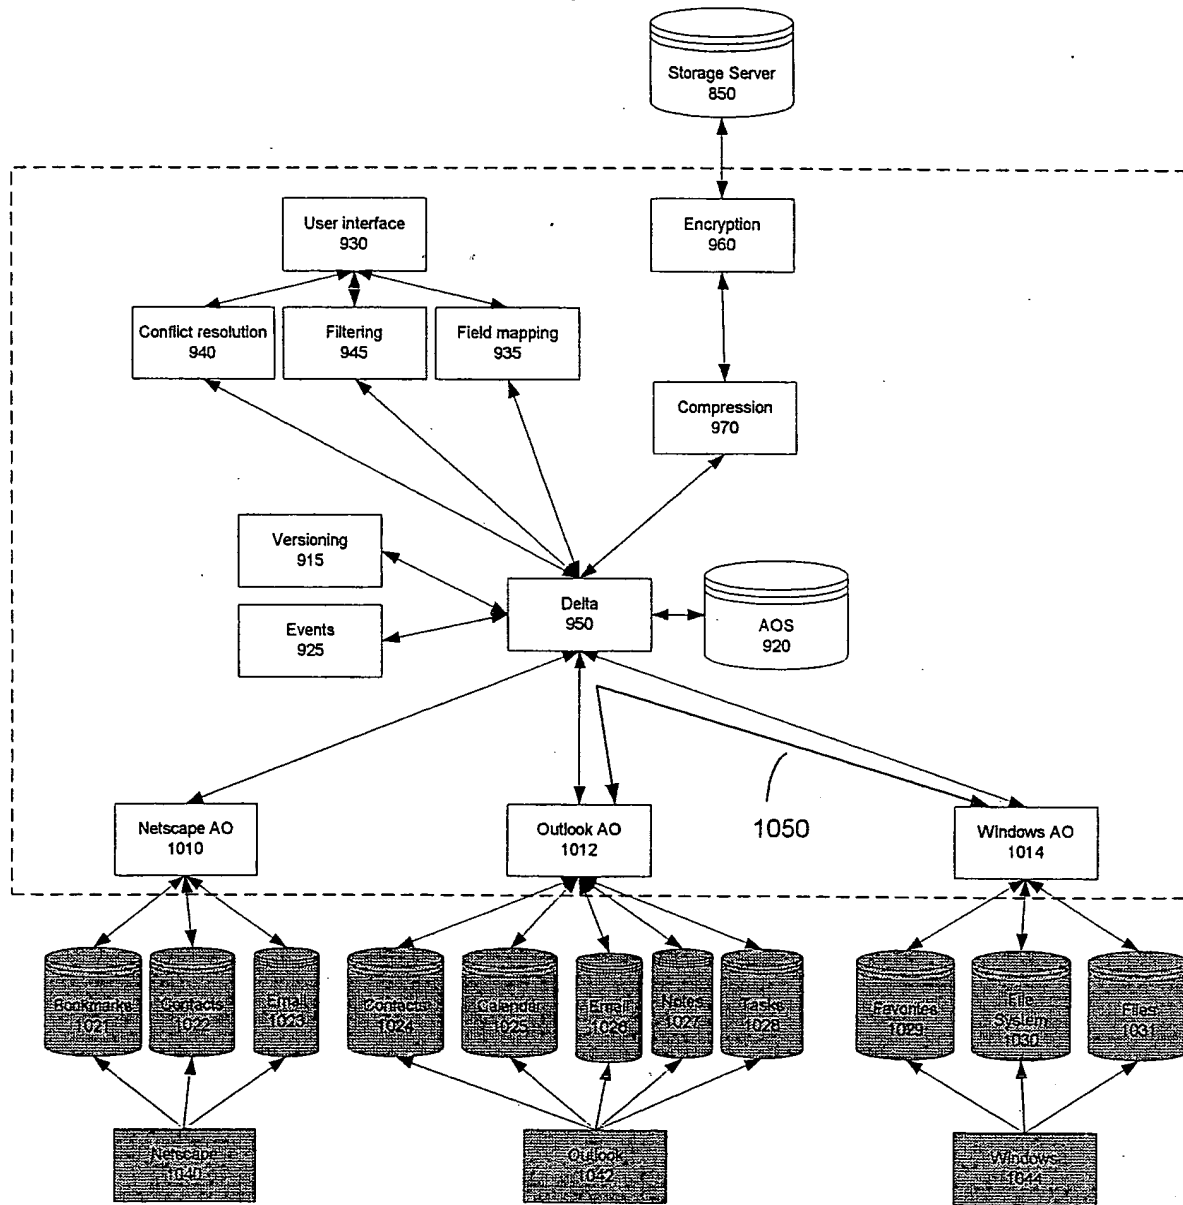 Storage Server
850
User interface
930
Encryption
960
Conflict resolution
940
Filtering
945
Field mapping
935
Compression
970
Versioning
915
Delta
950
AOS
920
Events
925
Netscape AO
1010
Outlook AO
1012
1050
Windows AO
1014
Bookmarks
1021
Contacts
1022
Email
1023
Contacts
1024
Calendar
1025
Email
1026
Notes
1027
Tasks
1028
Favorites
1029
File
System
1030
Files
1031
Netscape
1040
Outlook
1042
Windows
1044